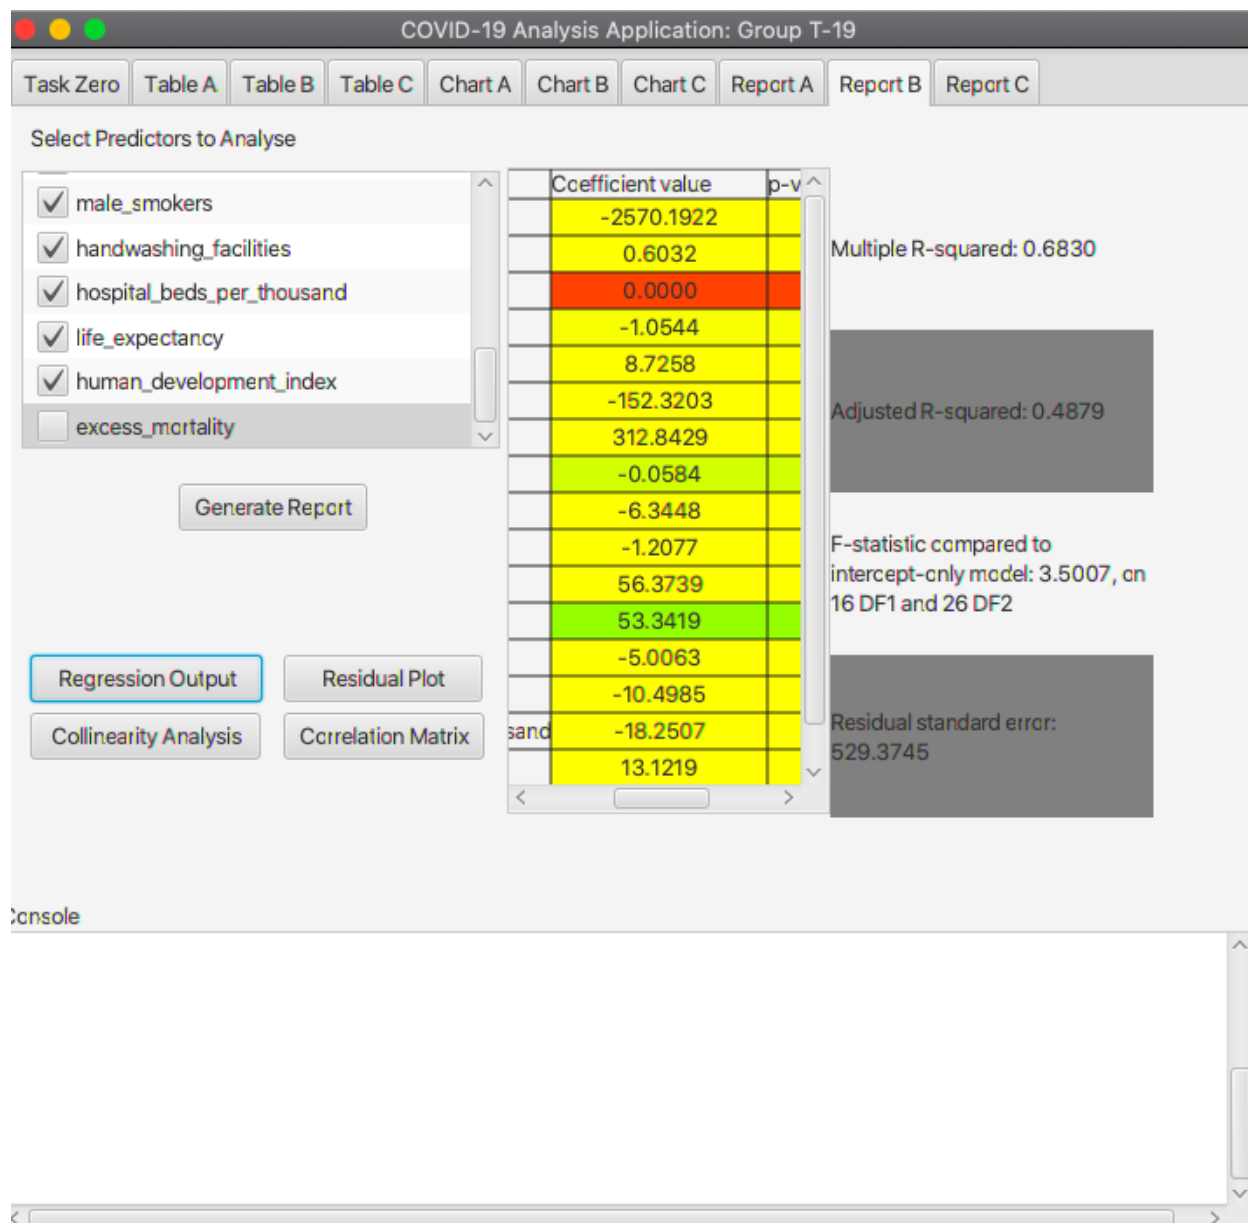 COVID-19 Analysis Application: Group T-19
Task Zero Table A Table B Table C Chart A Chart B Chart C Report A Report B Report C
Select Predictors to Analyse
male_smokers
handwashing_facilities
hospital_beds_per_thousand
life_expectancy
human_development_index
excess_mortality
Generate Report
Regression Output Residual Plot
Collinearity Analysis Correlation Matrix
Coefficient value p-v
-2570.1922
0.6032
0.0000
-1.0544
8.7258
-152.3203
312.8429
-0.0584
-6.3448
-1.2077
56.3739
53.3419
-5.0063
-10.4985
sand -18.2507
13.1219
Multiple R-squared: 0.6830
Adjusted R-squared: 0.4879
F-statistic compared to
intercept-only model: 3.5007, on
16 DF1 and 26 DF2
Residual standard error:
529.3745
Console